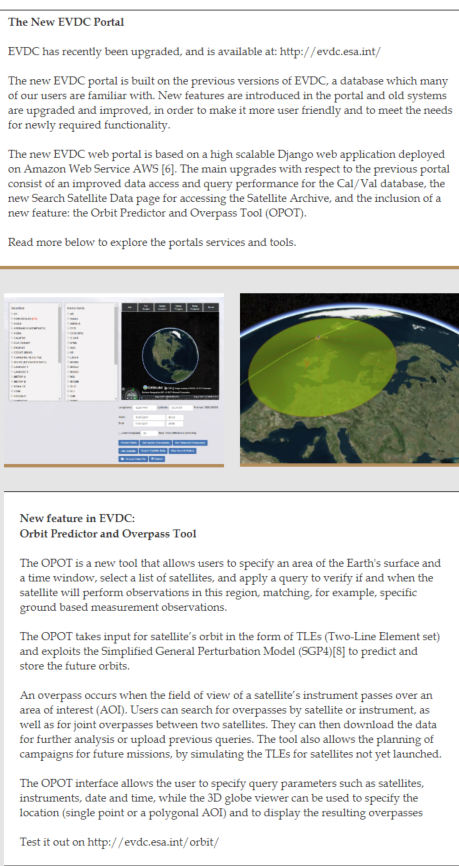 The New EVDC Portal
EVDC has recently been upgraded, and is available at: http://evdc.esa.int/
The new EVDC portal is built on the previous versions of EVDC, a database which many
of our users are familiar with. New features are introduced in the portal and old systems
are upgraded and improved, in order to make it more user friendly and to meet the needs
for newly required functionality.
The new EVDC web portal is based on a high scalable Django web application deployed
on Amazon Web Service AWS [6]. The main upgrades with respect to the previous portal
consist of an improved data access and query performance for the Cal/Val database, the
new Search Satellite Data page for accessing the Satellite Archive, and the inclusion of a
new feature: the Orbit Predictor and Overpass Tool (OPOT).
Read more below to explore the portals services and tools.
New feature in EVDC:
Orbit Predictor and Overpass Tool
The OPOT is a new tool that allows users to specify an area of the Earth's surface and
a time window, select a list of satellites, and apply a query to verify if and when the
satellite will perform observations in this region, matching, for example, specific
ground based measurement observations.
The OPOT takes input for satellite's orbit in the form of TLEs (Two-Line Element set)
and exploits the Simplified General Perturbation Model (SGP4)[8] to predict and
store the future orbits.
An overpass occurs when the field of view of a satellite's instrument passes over an
area of interest (AOI). Users can search for overpasses by satellite or instrument, as
well as for joint overpasses between two satellites. They can then download the data
for further analysis or upload previous queries. The tool also allows the planning of
campaigns for future missions, by simulating the TLEs for satellites not yet launched.
The OPOT interface allows the user to specify query parameters such as satellites,
instruments, date and time, while the 3D globe viewer can be used to specify the
location (single point or a polygonal AOI) and to display the resulting overpasses
Test it out on http://evdc.esa.int/orbit/